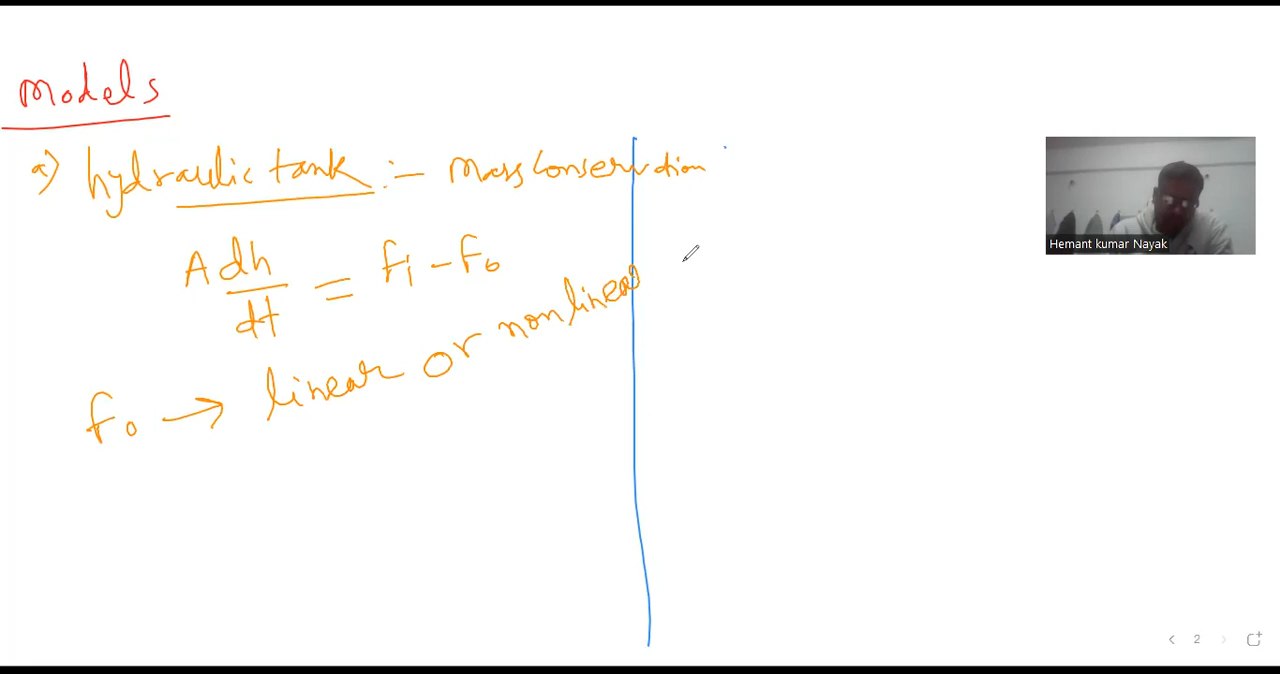 Models
a) hydraulic tank :- Mass Conservation
A dh/dt = fi - Fo
fo → linear or nonlinear
Hemant kumar Nayak
2